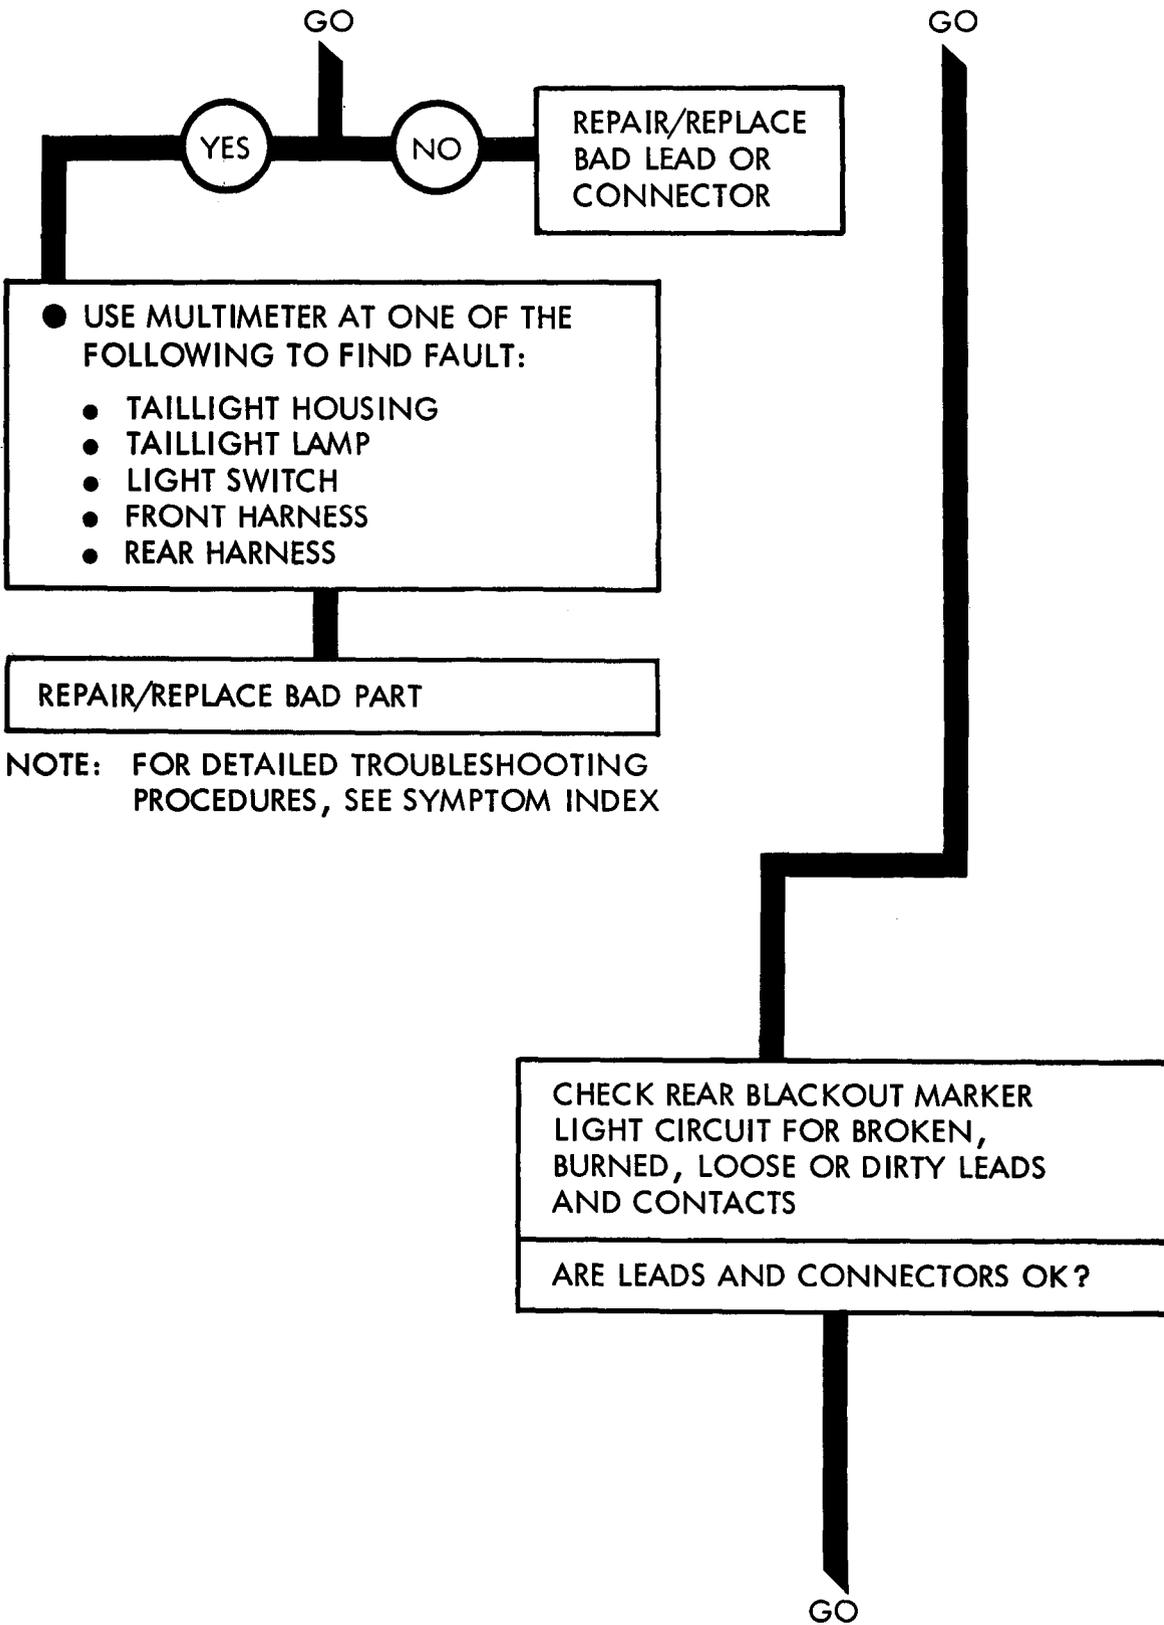 GO
GO
YES
NO
REPAIR/REPLACE
BAD LEAD OR
CONNECTOR
● USE MULTIMETER AT ONE OF THE
FOLLOWING TO FIND FAULT:
● TAILLIGHT HOUSING
● TAILLIGHT LAMP
● LIGHT SWITCH
● FRONT HARNESS
● REAR HARNESS
REPAIR/REPLACE BAD PART
NOTE: FOR DETAILED TROUBLESHOOTING
PROCEDURES, SEE SYMPTOM INDEX
CHECK REAR BLACKOUT MARKER
LIGHT CIRCUIT FOR BROKEN,
BURNED, LOOSE OR DIRTY LEADS
AND CONTACTS
ARE LEADS AND CONNECTORS OK?
GO